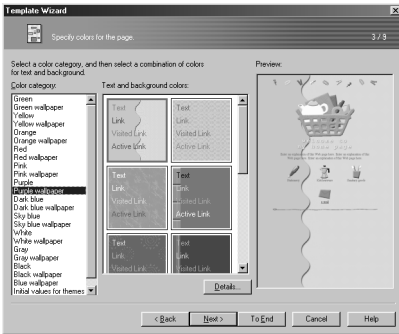 Template Wizard
Specify colors for the page.
3 / 9
Select a color category, and then select a combination of colors
for text and background.
Color category:
Text and background colors:
Preview:
Green
Green wallpaper
Yellow
Yellow wallpaper
Orange
Orange wallpaper
Red
Red wallpaper
Pink
Pink wallpaper
Purple
Purple wallpaper
Dark blue
Dark blue wallpaper
Sky blue
Sky blue wallpaper
White
White wallpaper
Gray
Gray wallpaper
Black
Black wallpaper
Blue wallpaper
Initial values for themes
Text
Link
Visited Link
Active Link
Text
Link
Visited Link
Active Link
Text
Link
Visited Link
Active Link
Text
Link
Visited Link
Active Link
Text
Link
Visited Link
Text
Link
Visited Link
Details...
< Back
Next >
To End
Cancel
Help